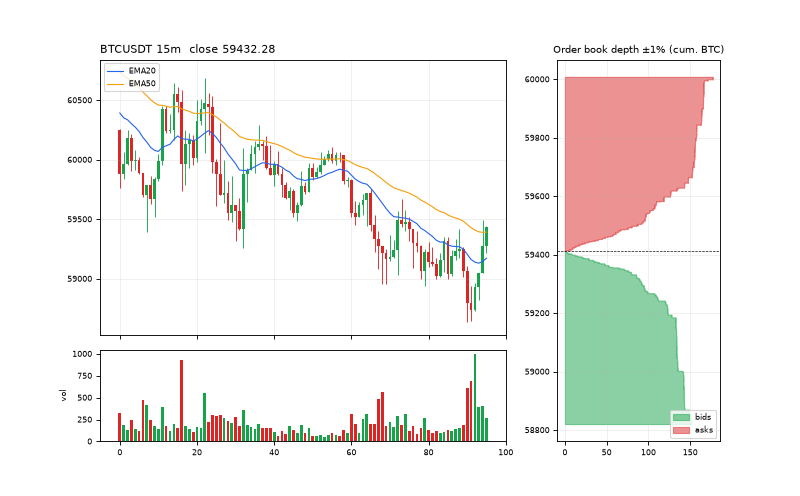 BTCUSDT 15m  close 59432.28
EMA20
EMA50
60500
60000
59500
59000
1000
750
500
250
0
vol
0 20 40 60 80 100
Order book depth ±1% (cum. BTC)
60000
59800
59600
59400
59200
59000
58800
bids
asks
0 50 100 150